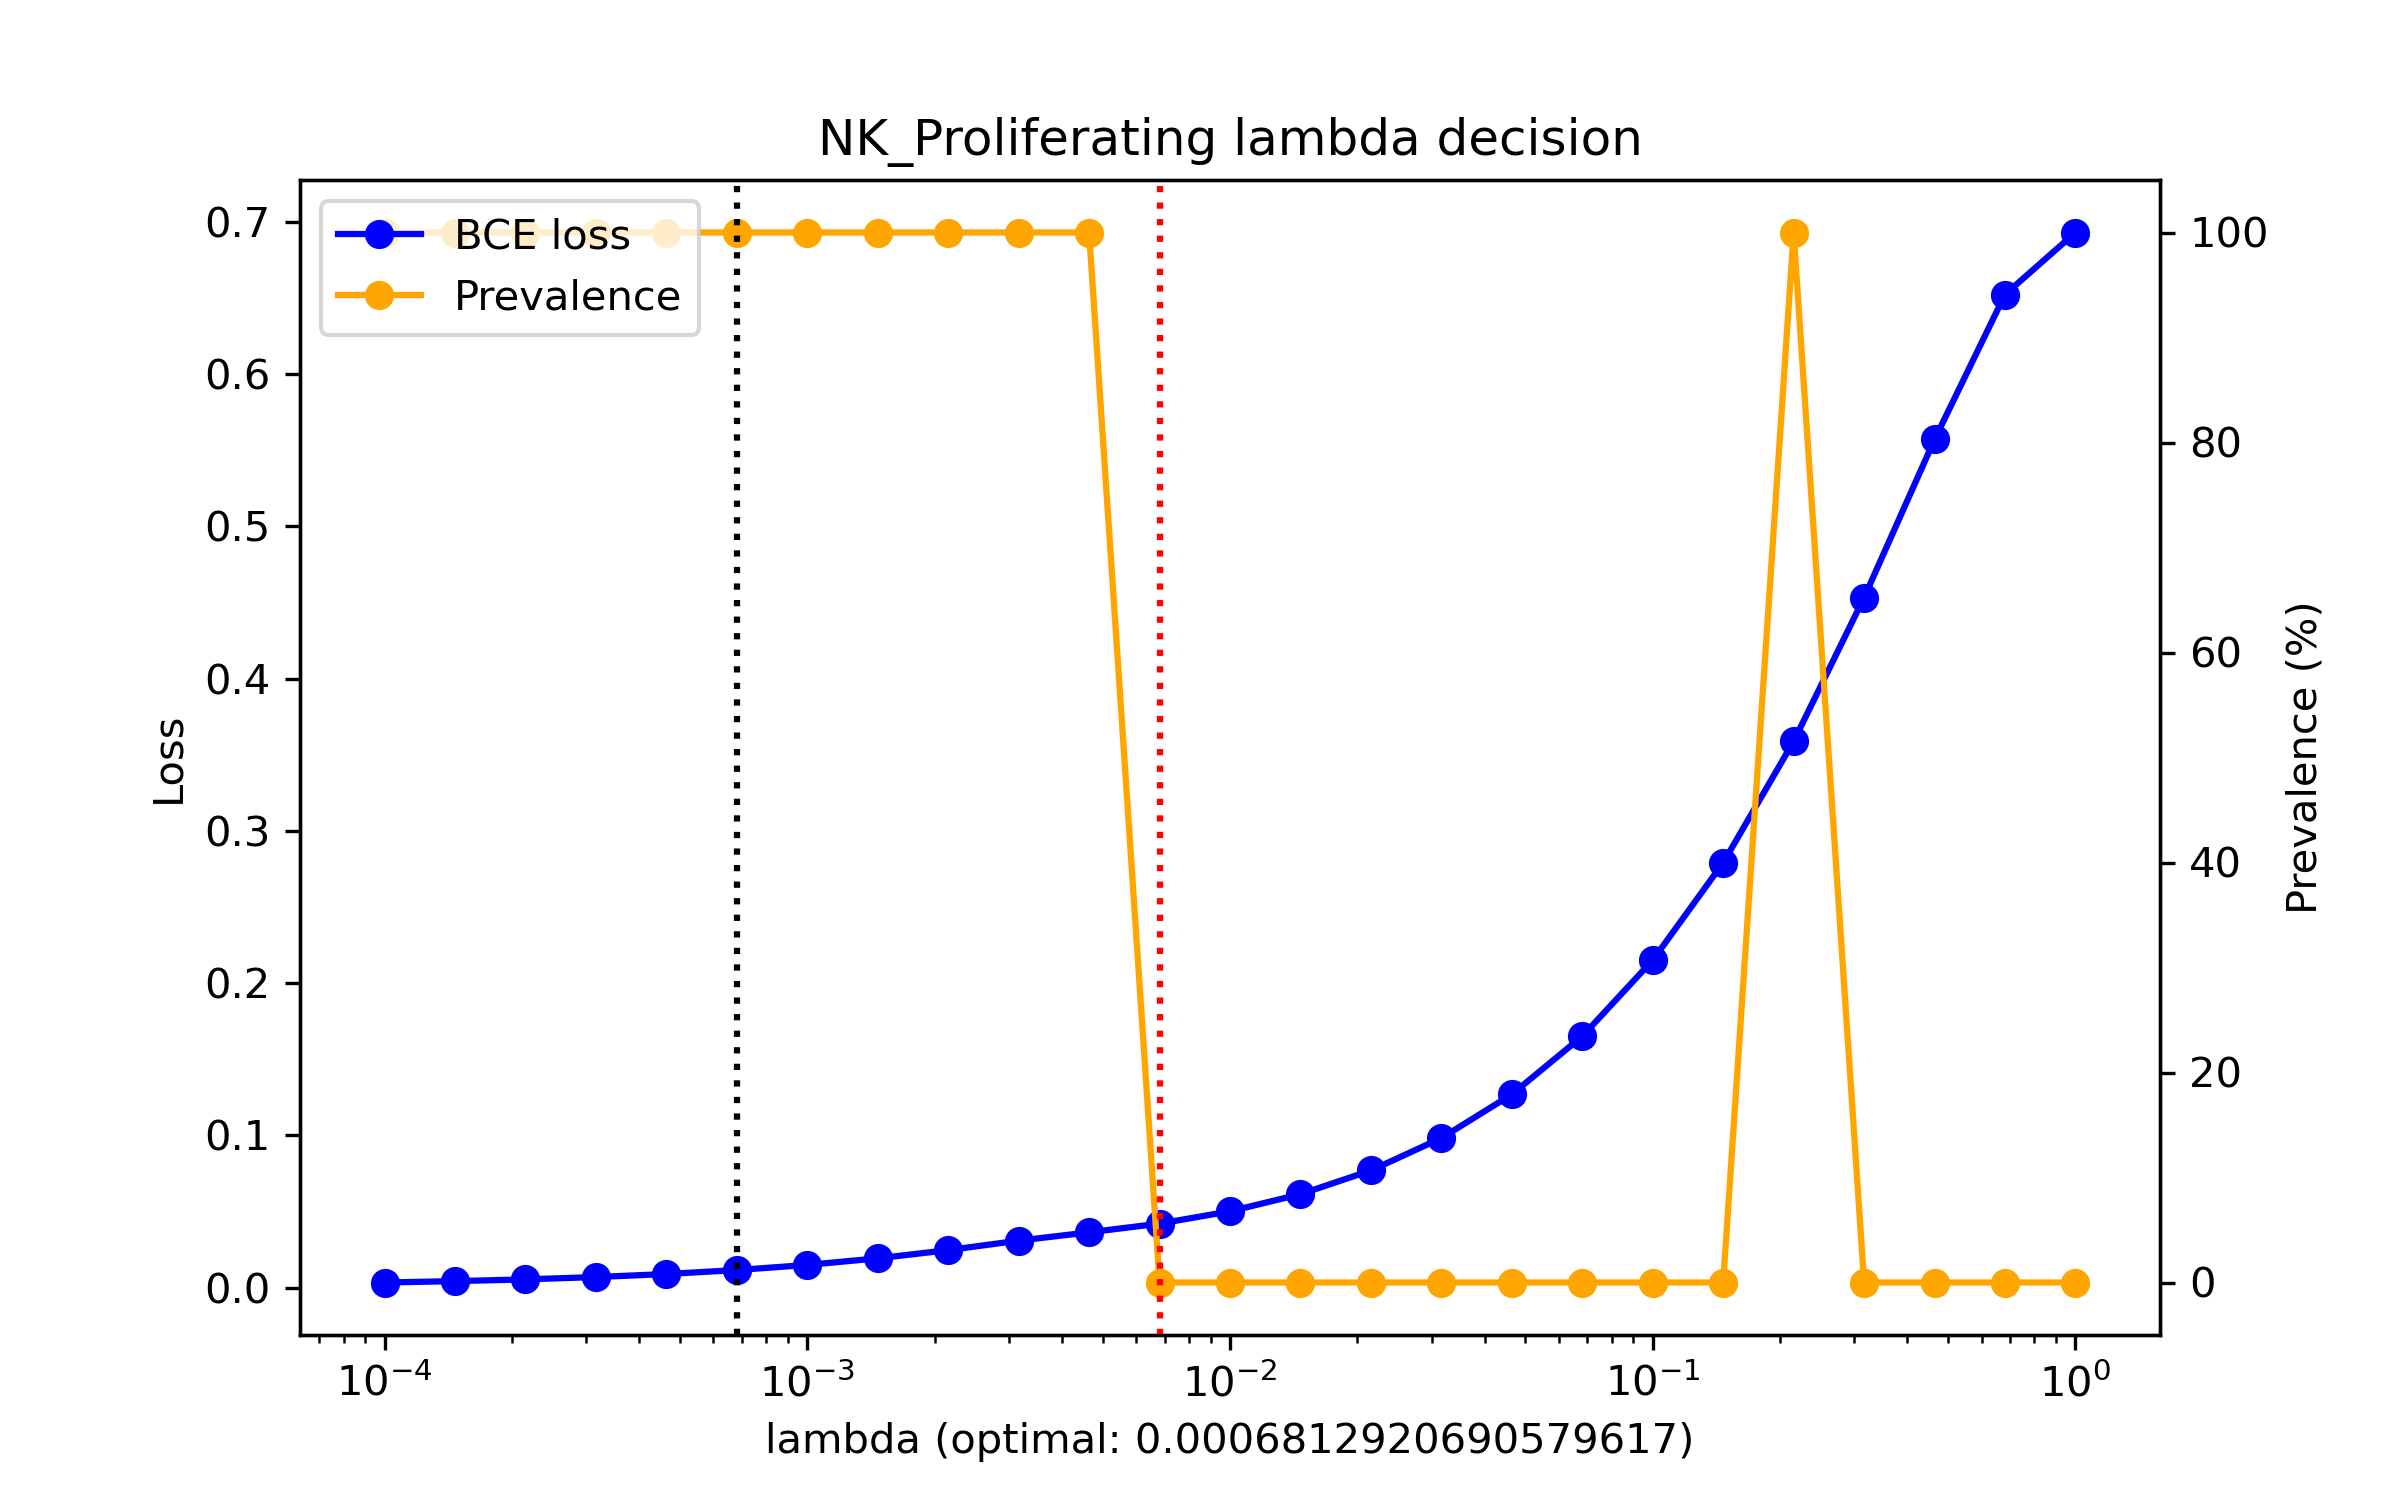 NK_Proliferating lambda decision
BCE loss
Prevalence
0.7
0.6
0.5
0.4
0.3
0.2
0.1
0.0
Loss
100
80
60
40
20
0
Prevalence (%)
10⁻⁴ 10⁻³ 10⁻² 10⁻¹ 10⁰
lambda (optimal: 0.0006812920690579617)